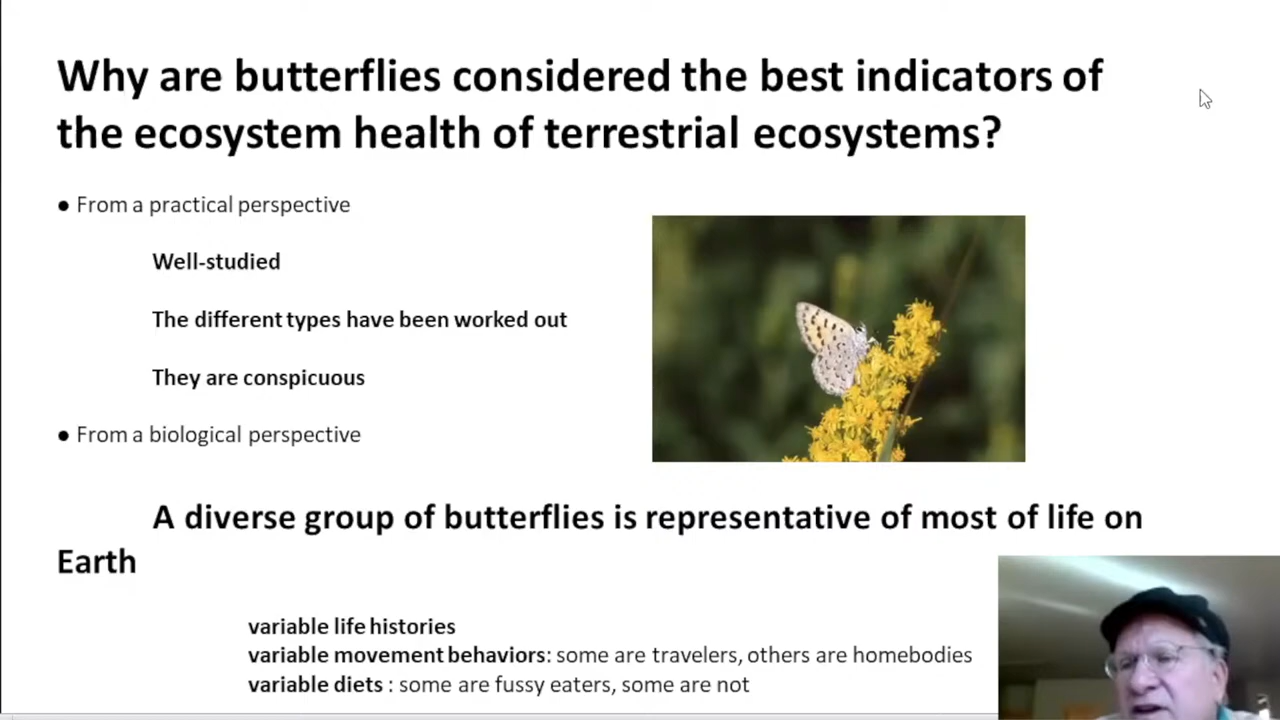 Why are butterflies considered the best indicators of
the ecosystem health of terrestrial ecosystems?
● From a practical perspective
Well-studied
The different types have been worked out
They are conspicuous
● From a biological perspective
A diverse group of butterflies is representative of most of life on
Earth
variable life histories
variable movement behaviors: some are travelers, others are homebodies
variable diets : some are fussy eaters, some are not